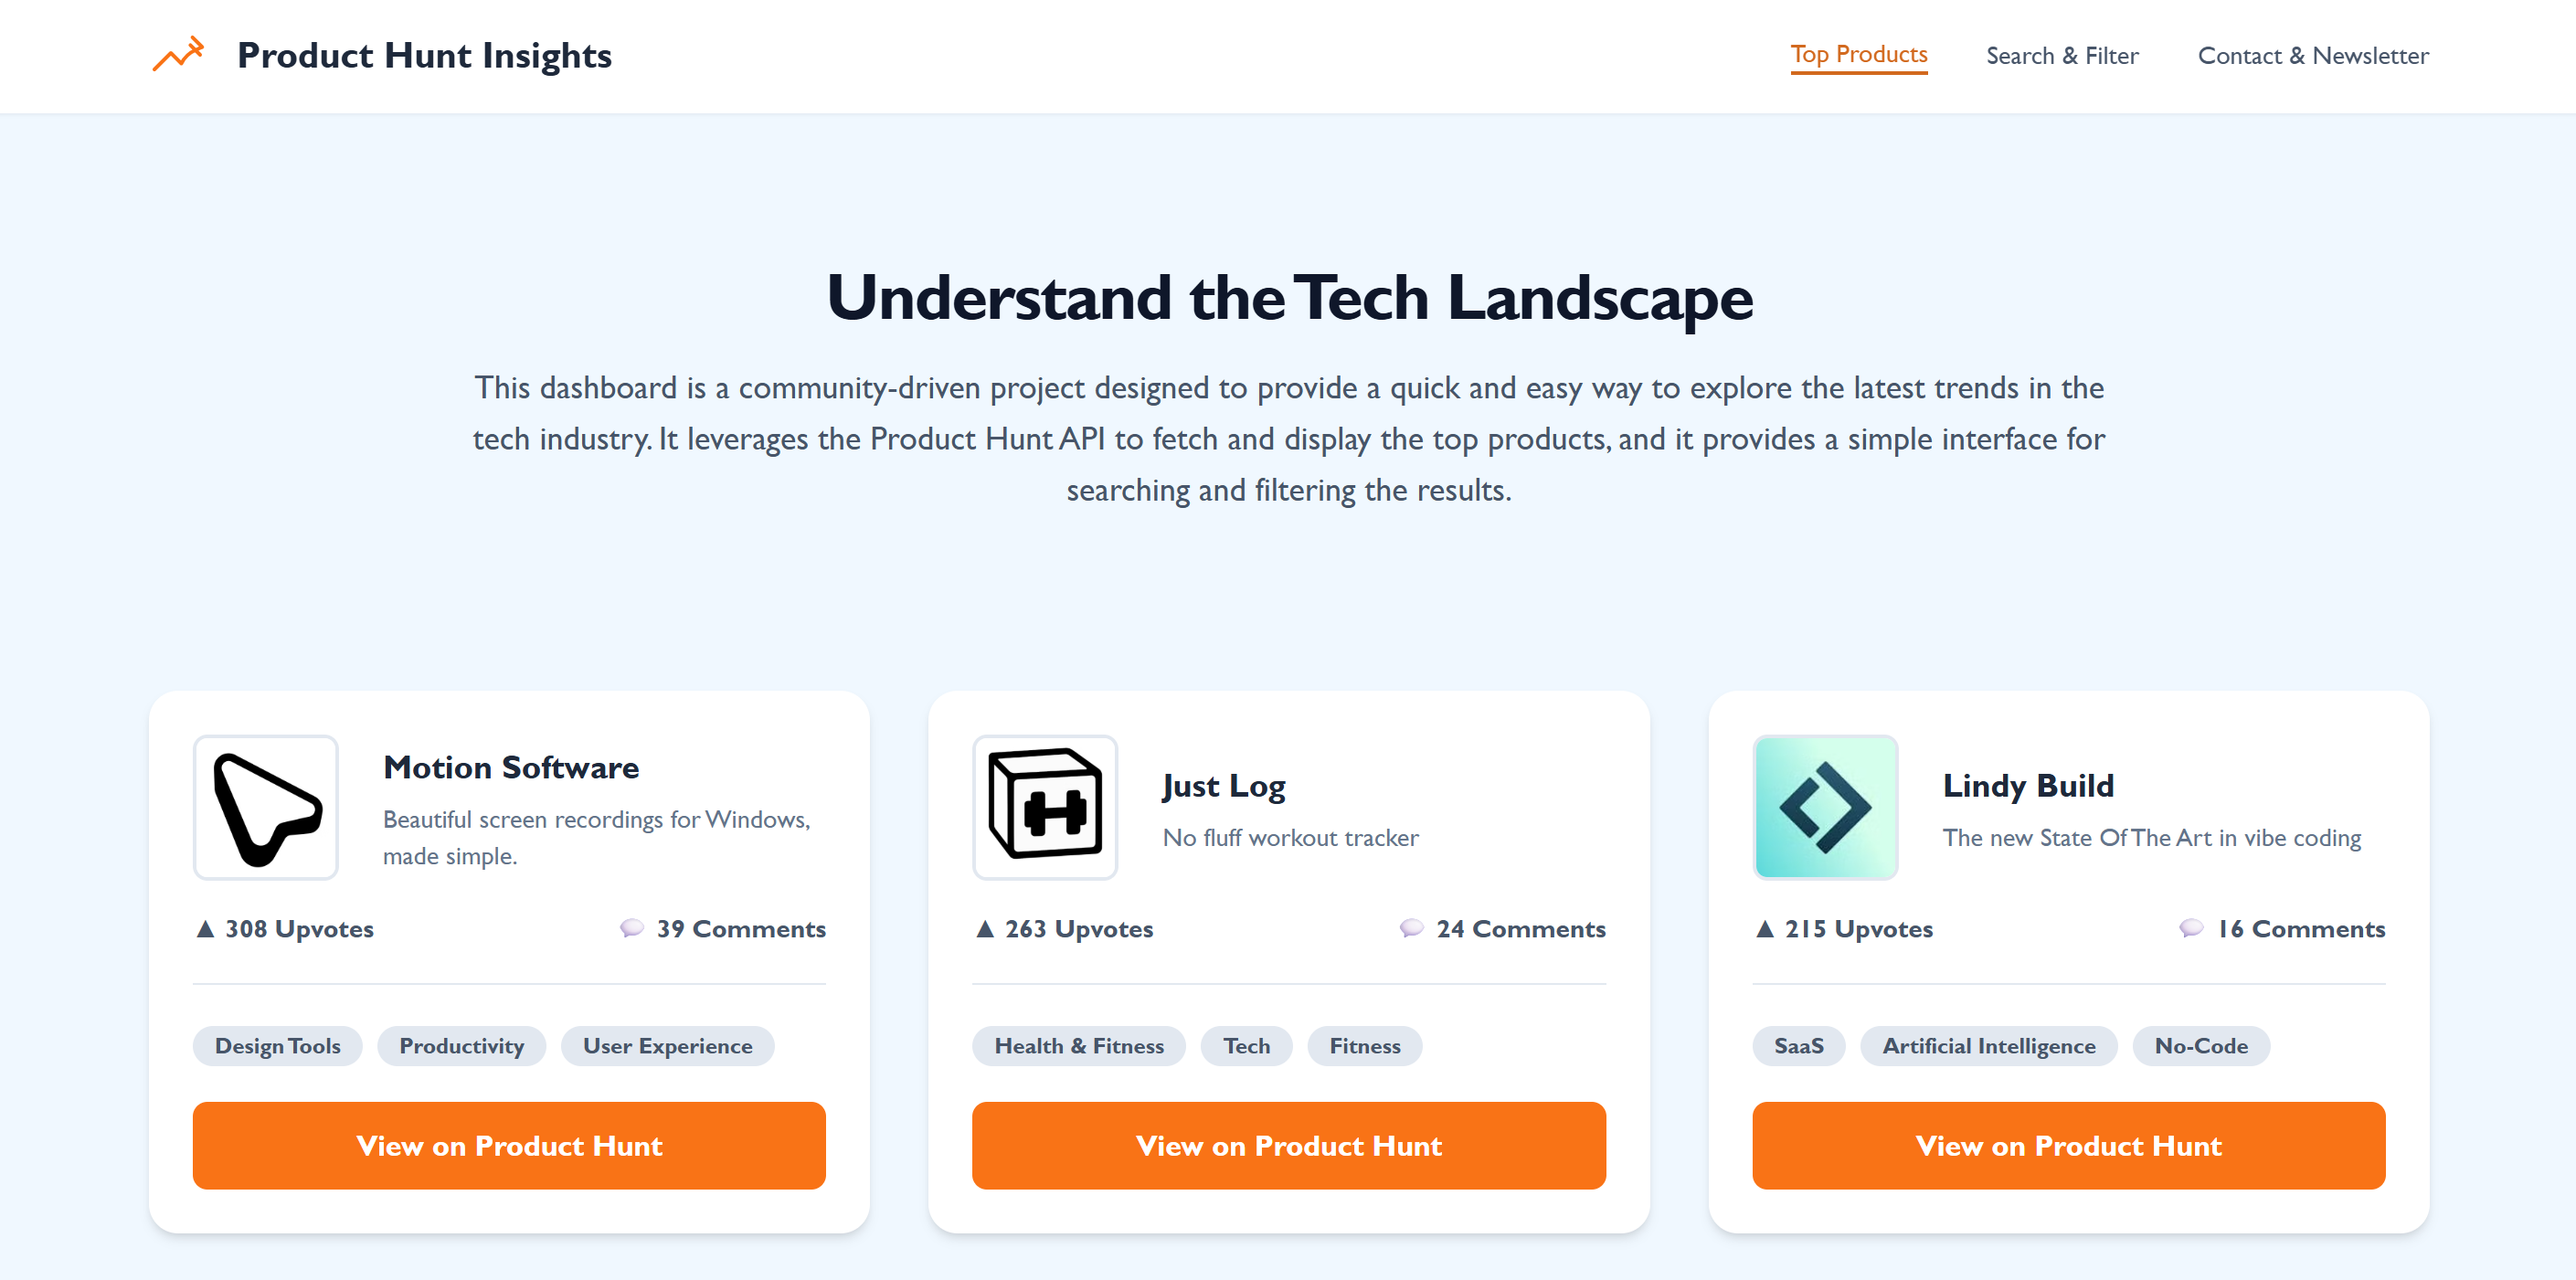 Product Hunt Insights
Top Products
Search & Filter
Contact & Newsletter
Understand the Tech Landscape
This dashboard is a community-driven project designed to provide a quick and easy way to explore the latest trends in the
tech industry. It leverages the Product Hunt API to fetch and display the top products, and it provides a simple interface for
searching and filtering the results.
Motion Software
Beautiful screen recordings for Windows,
made simple.
▲ 308 Upvotes
39 Comments
Design Tools
Productivity
User Experience
View on Product Hunt
Just Log
No fluff workout tracker
▲ 263 Upvotes
24 Comments
Health & Fitness
Tech
Fitness
View on Product Hunt
Lindy Build
The new State Of The Art in vibe coding
▲ 215 Upvotes
16 Comments
SaaS
Artificial Intelligence
No-Code
View on Product Hunt